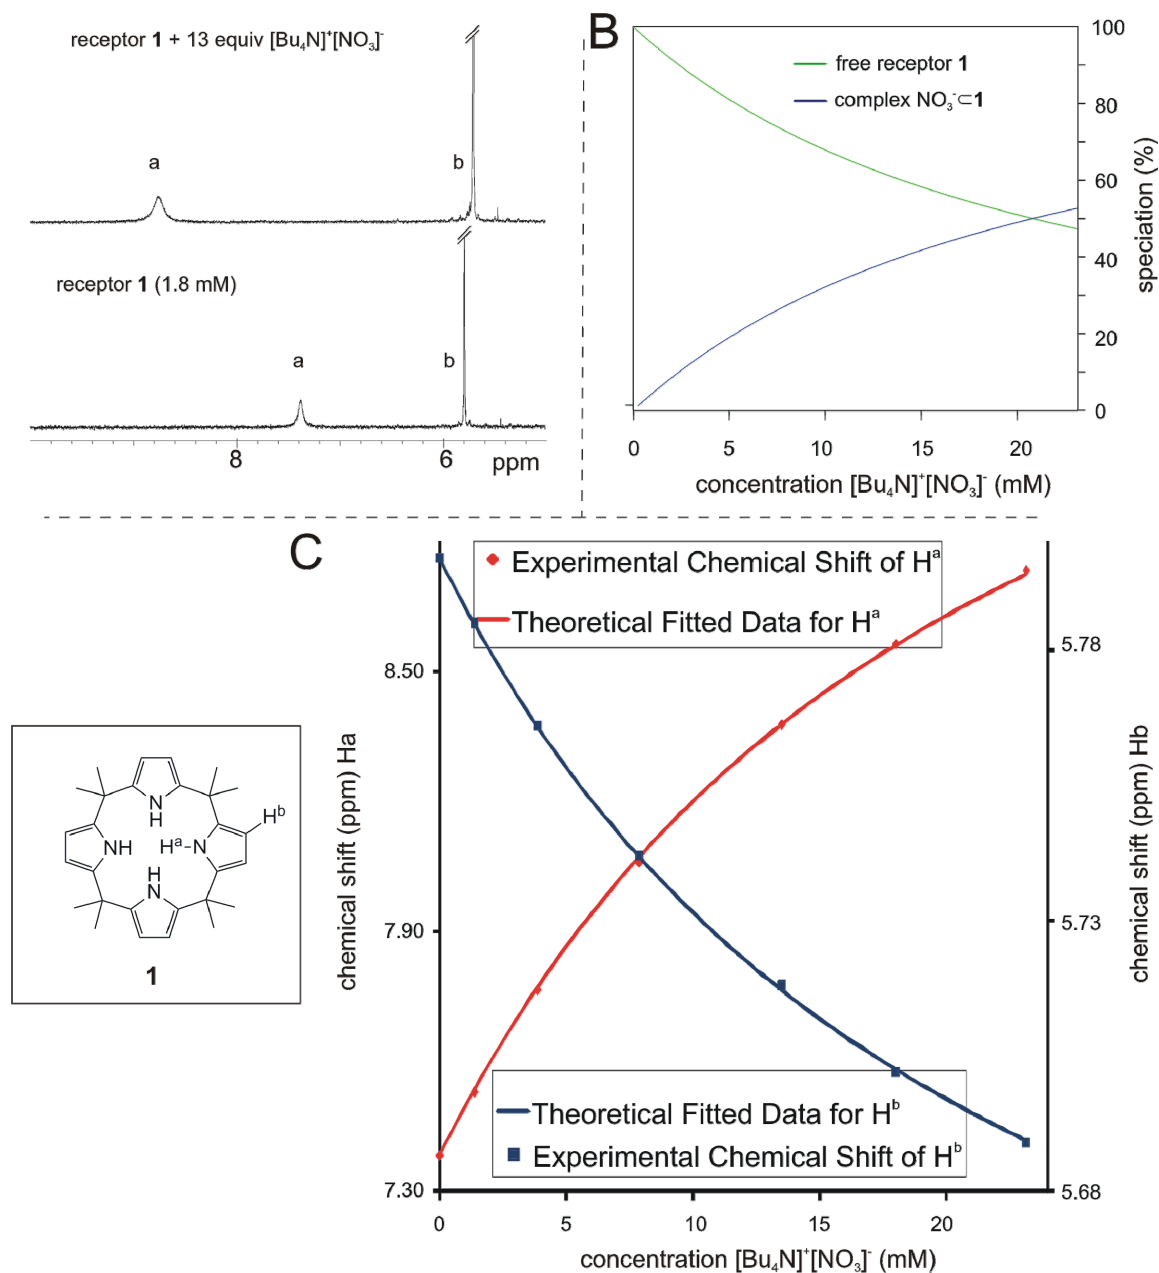 receptor 1 + 13 equiv [Bu₄N]⁺[NO₃]⁻
a
b
receptor 1 (1.8 mM)
a
b
8
6
ppm
B
free receptor 1
complex NO₃⁻⊂1
100
80
60
40
20
0
speciation (%)
0
5
10
15
20
concentration [Bu₄N]⁺[NO₃]⁻ (mM)
C
Experimental Chemical Shift of Hᵃ
Theoretical Fitted Data for Hᵃ
8.50
7.90
7.30
chemical shift (ppm) Ha
5.78
5.73
5.68
chemical shift (ppm) Hb
Theoretical Fitted Data for Hᵇ
Experimental Chemical Shift of Hᵇ
0
5
10
15
20
concentration [Bu₄N]⁺[NO₃]⁻ (mM)
N
H
NH
Hᵃ-N
Hᵇ
H
N
1